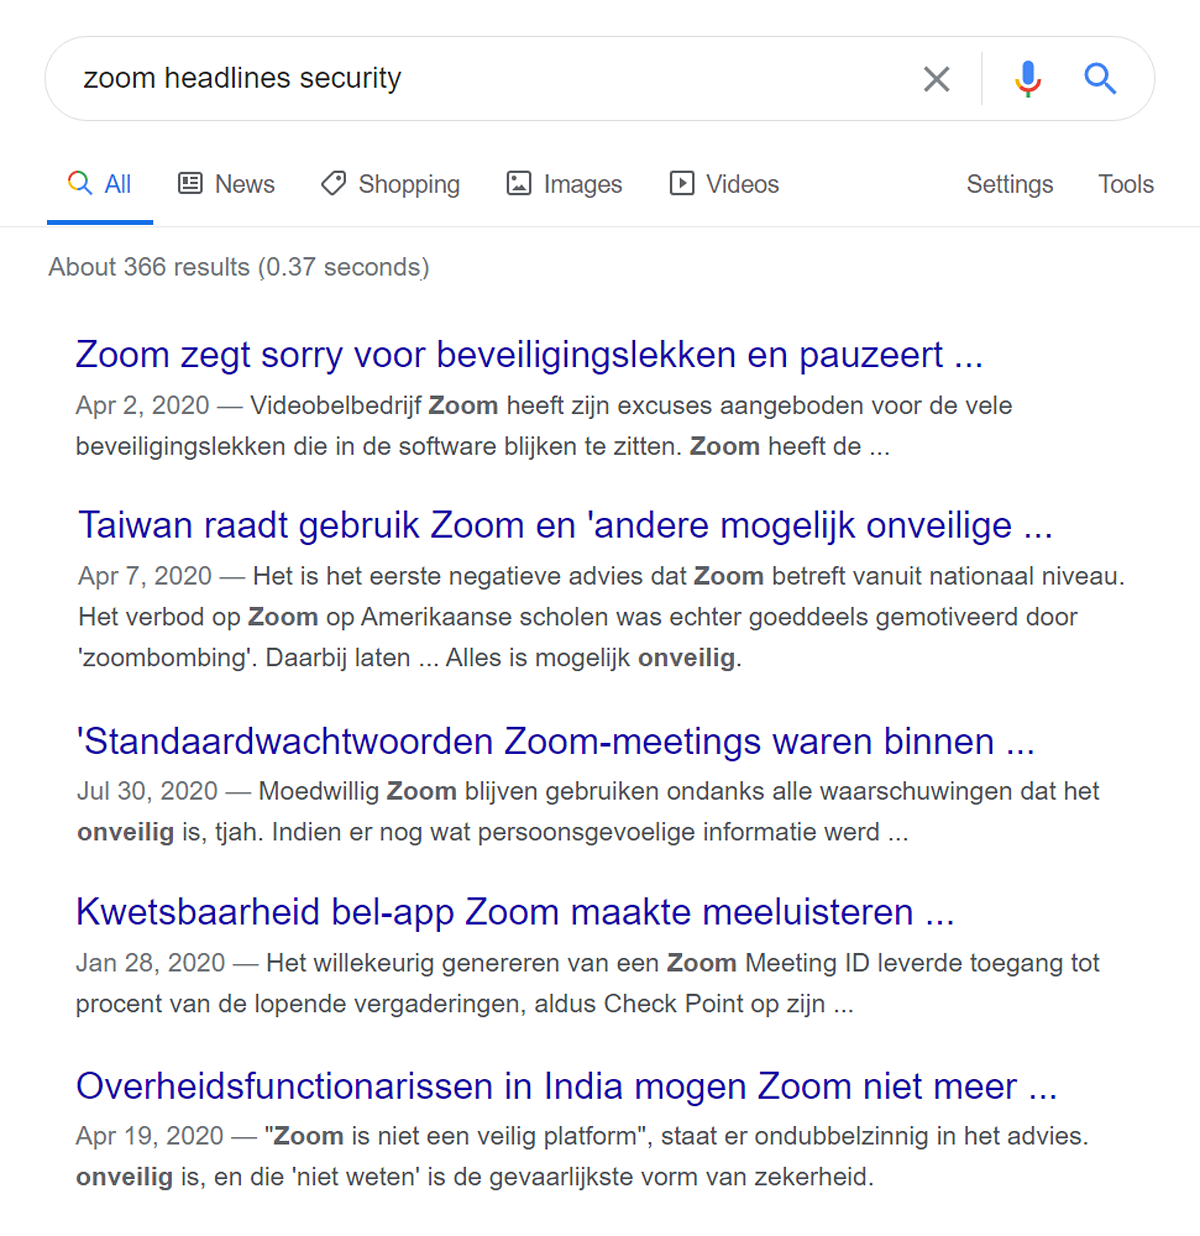 zoom headlines security
All News Shopping Images Videos Settings Tools
About 366 results (0.37 seconds)
Zoom zegt sorry voor beveiligingslekken en pauzeert ...
Apr 2, 2020 — Videobelbedrijf Zoom heeft zijn excuses aangeboden voor de vele
beveiligingslekken die in de software blijken te zitten. Zoom heeft de ...
Taiwan raadt gebruik Zoom en 'andere mogelijk onveilige ...
Apr 7, 2020 — Het is het eerste negatieve advies dat Zoom betreft vanuit nationaal niveau.
Het verbod op Zoom op Amerikaanse scholen was echter goeddeels gemotiveerd door
'zoombombing'. Daarbij laten ... Alles is mogelijk onveilig.
'Standaardwachtwoorden Zoom-meetings waren binnen ...
Jul 30, 2020 — Moedwillig Zoom blijven gebruiken ondanks alle waarschuwingen dat het
onveilig is, tjah. Indien er nog wat persoonsgevoelige informatie werd ...
Kwetsbaarheid bel-app Zoom maakte meeluisteren ...
Jan 28, 2020 — Het willekeurig genereren van een Zoom Meeting ID leverde toegang tot
procent van de lopende vergaderingen, aldus Check Point op zijn ...
Overheidsfunctionarissen in India mogen Zoom niet meer ...
Apr 19, 2020 — "Zoom is niet een veilig platform", staat er ondubbelzinnig in het advies.
onveilig is, en die 'niet weten' is de gevaarlijkste vorm van zekerheid.